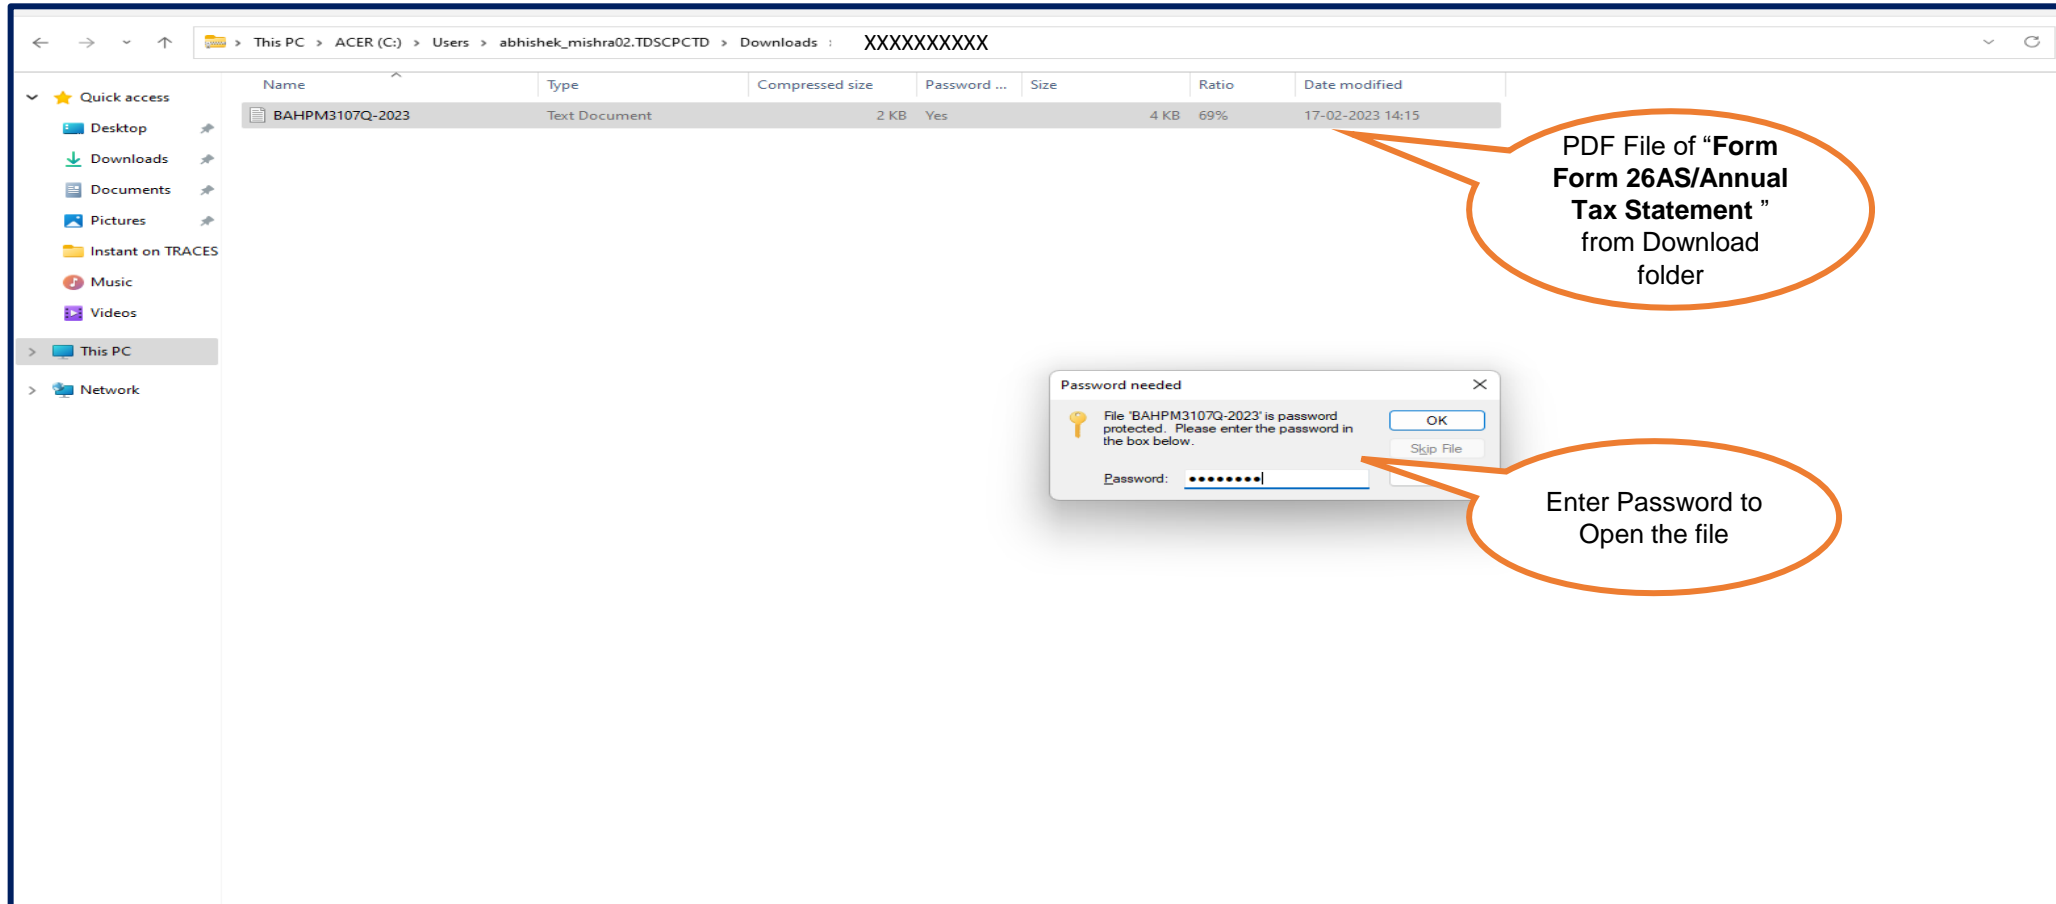 This PC > ACER (C:) > Users > abhishek_mishra02.TDSCPCTD > Downloads XXXXXXXXXX
Name Type Compressed size Password ... Size Ratio Date modified
BAHPM3107Q-2023 Text Document 2 KB Yes 4 KB 69% 17-02-2023 14:15
Quick access
Desktop
Downloads
Documents
Pictures
Instant on TRACES
Music
Videos
This PC
Network
PDF File of “Form
Form 26AS/Annual
Tax Statement ”
from Download
folder
Password needed
File 'BAHPM3107Q-2023' is password
protected. Please enter the password in
the box below.
OK
Skip File
Password:
Enter Password to
Open the file